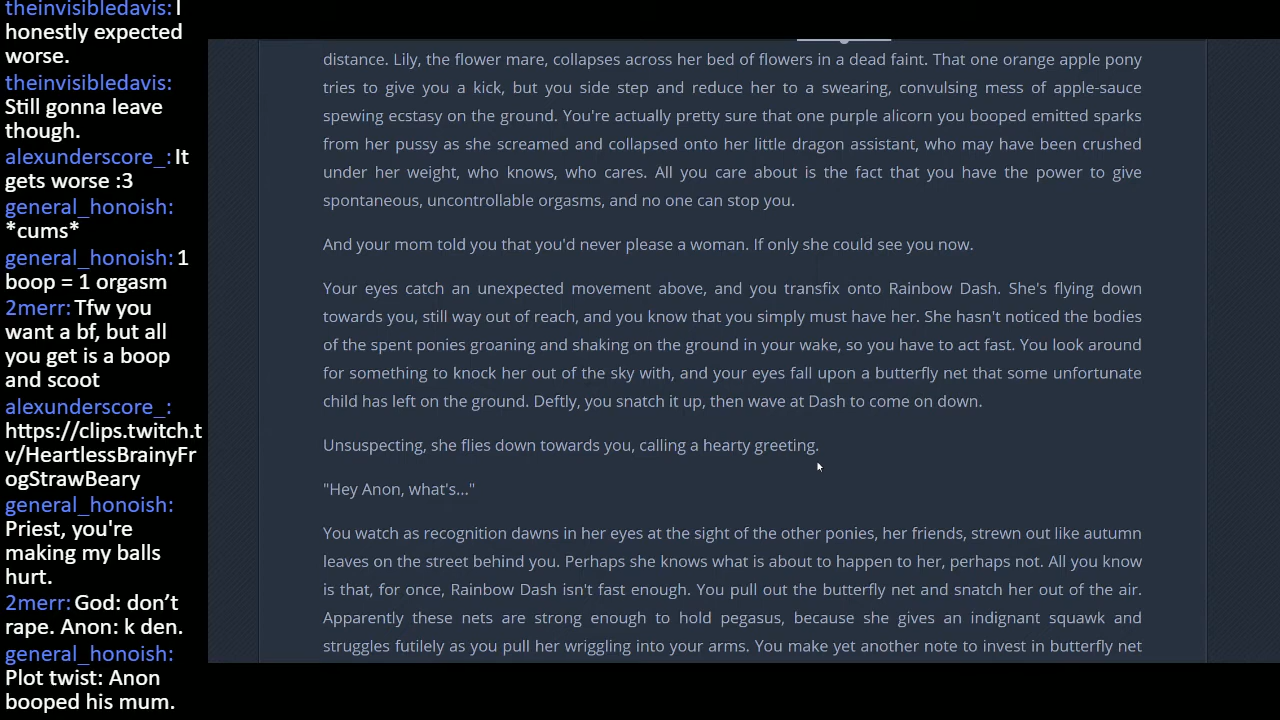 theinvisibledavis: I
honestly expected
worse.
theinvisibledavis:
Still gonna leave
though.
alexunderscore_: It
gets worse :3
general_honoish:
*cums*
general_honoish: 1
boop = 1 orgasm
2merr: Tfw you
want a bf, but all
you get is a boop
and scoot
alexunderscore_:
https://clips.twitch.t
v/HeartlessBrainyFr
ogStrawBeary
general_honoish:
Priest, you're
making my balls
hurt.
2merr: God: don't
rape. Anon: k den.
general_honoish:
Plot twist: Anon
booped his mum.
distance. Lily, the flower mare, collapses across her bed of flowers in a dead faint. That one orange apple pony
tries to give you a kick, but you side step and reduce her to a swearing, convulsing mess of apple-sauce
spewing ecstasy on the ground. You're actually pretty sure that one purple alicorn you booped emitted sparks
from her pussy as she screamed and collapsed onto her little dragon assistant, who may have been crushed
under her weight, who knows, who cares. All you care about is the fact that you have the power to give
spontaneous, uncontrollable orgasms, and no one can stop you.
And your mom told you that you'd never please a woman. If only she could see you now.
Your eyes catch an unexpected movement above, and you transfix onto Rainbow Dash. She's flying down
towards you, still way out of reach, and you know that you simply must have her. She hasn't noticed the bodies
of the spent ponies groaning and shaking on the ground in your wake, so you have to act fast. You look around
for something to knock her out of the sky with, and your eyes fall upon a butterfly net that some unfortunate
child has left on the ground. Deftly, you snatch it up, then wave at Dash to come on down.
Unsuspecting, she flies down towards you, calling a hearty greeting.
"Hey Anon, what's..."
You watch as recognition dawns in her eyes at the sight of the other ponies, her friends, strewn out like autumn
leaves on the street behind you. Perhaps she knows what is about to happen to her, perhaps not. All you know
is that, for once, Rainbow Dash isn't fast enough. You pull out the butterfly net and snatch her out of the air.
Apparently these nets are strong enough to hold pegasus, because she gives an indignant squawk and
struggles futilely as you pull her wriggling into your arms. You make yet another note to invest in butterfly net